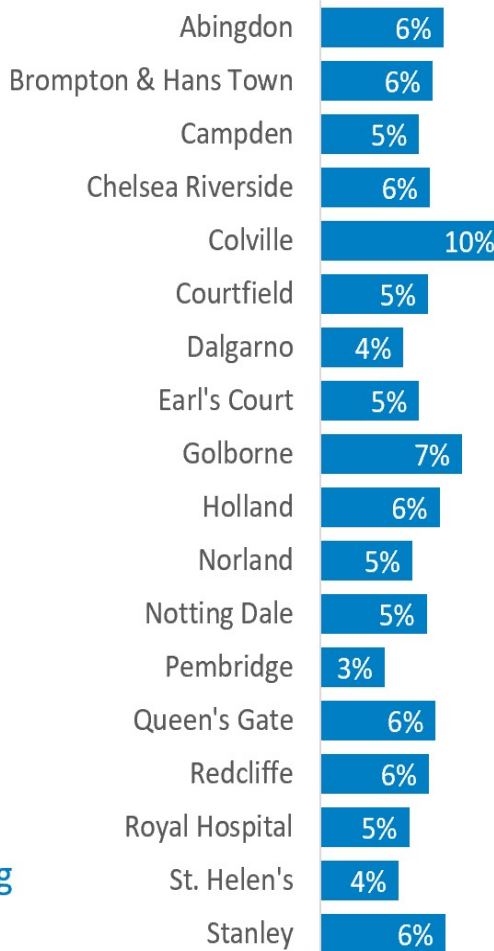 Abingdon 6%
Brompton & Hans Town 6%
Campden 5%
Chelsea Riverside 6%
Colville 10%
Courtfield 5%
Dalgarno 4%
Earl's Court 5%
Golborne 7%
Holland 6%
Norland 5%
Notting Dale 5%
Pembridge 3%
Queen's Gate 6%
Redcliffe 6%
Royal Hospital 5%
g St. Helen's 4%
Stanley 6%